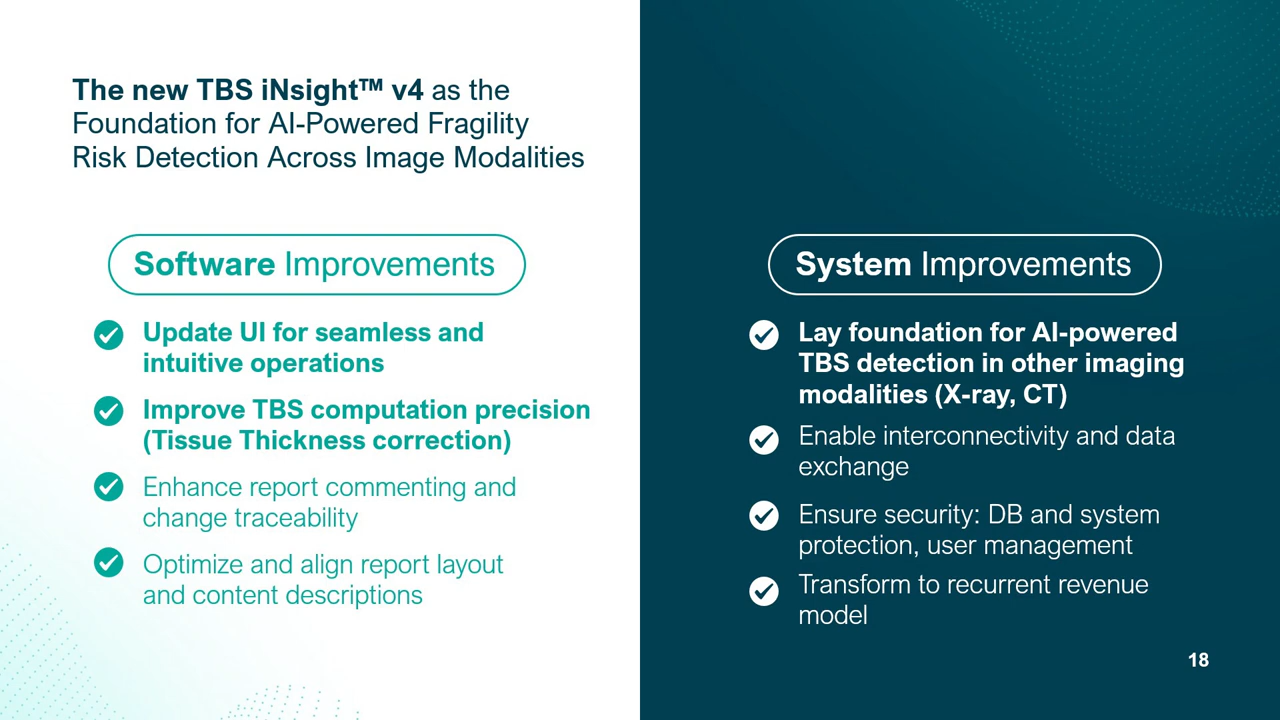 The new TBS iNsight™ v4 as the
Foundation for AI-Powered Fragility
Risk Detection Across Image Modalities
Software Improvements
Update UI for seamless and
intuitive operations
Improve TBS computation precision
(Tissue Thickness correction)
Enhance report commenting and
change traceability
Optimize and align report layout
and content descriptions
System Improvements
Lay foundation for AI-powered
TBS detection in other imaging
modalities (X-ray, CT)
Enable interconnectivity and data
exchange
Ensure security: DB and system
protection, user management
Transform to recurrent revenue
model
18